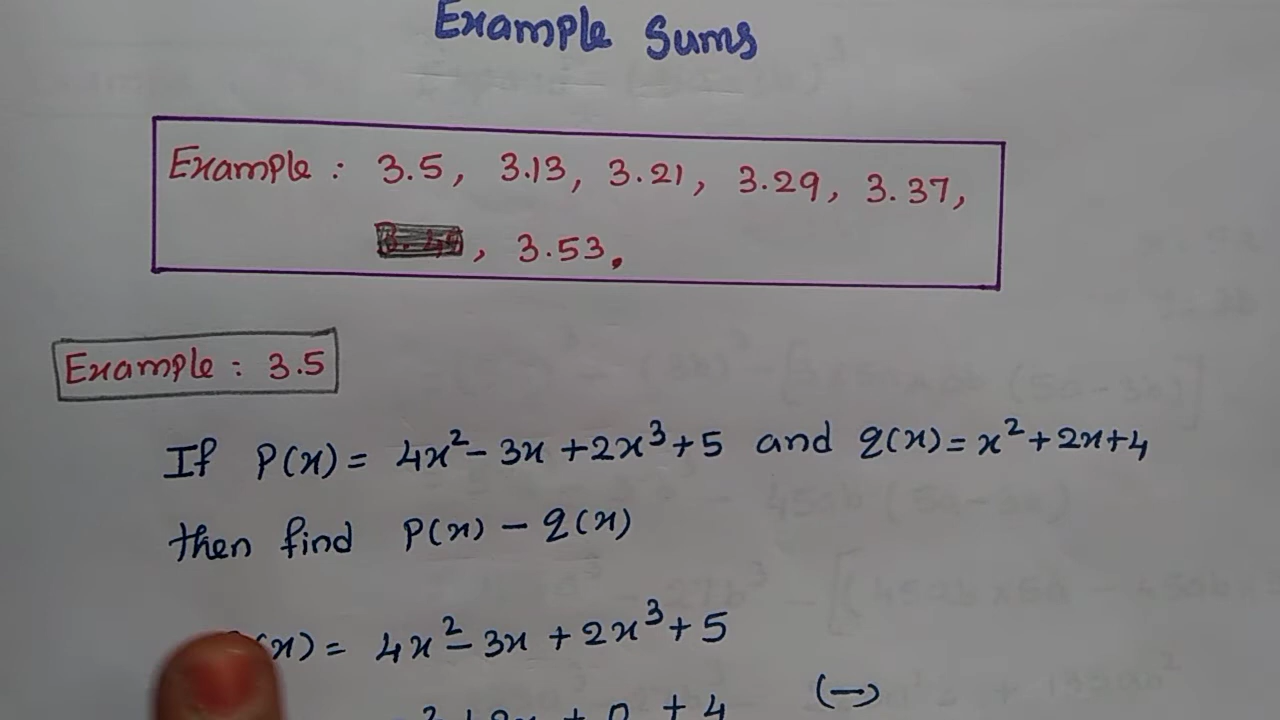 Example Sums
Example : 3.5, 3.13, 3.21, 3.29, 3.37,
, 3.53.
Example : 3.5
If P(x) = 4x² - 3x + 2x³ + 5 and q(x) = x² + 2x + 4
then find P(x) - q(x)
(x) = 4x² - 3x + 2x³ + 5
+ 4 (-)